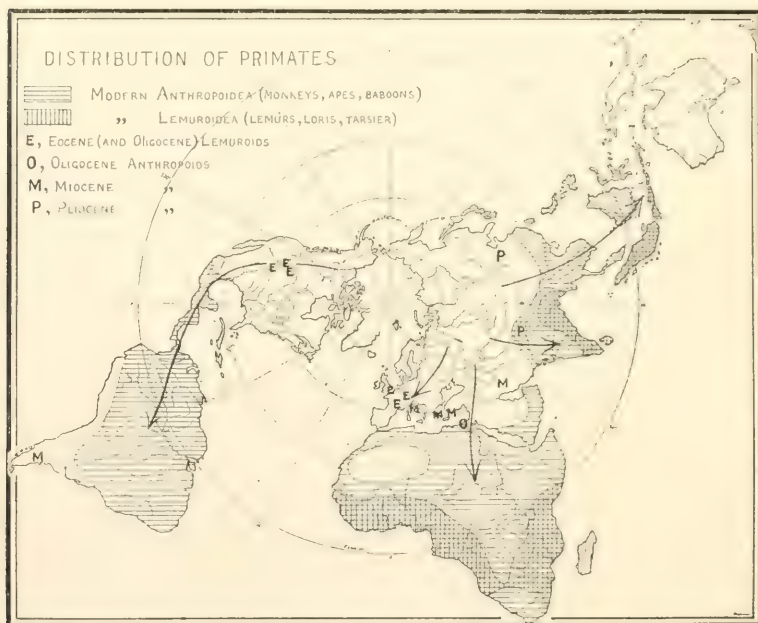 DISTRIBUTION OF PRIMATES
MODERN ANTHROPOIDEA (MONKEYS, APES, BABOONS)
„ LEMUROIDEA (LEMURS, LORIS, TARSIER)
E, EOCENE (AND OLIGOCENE) LEMUROIDS
O, OLIGOCENE ANTHROPOIDS
M, MIOCENE „
P, PLIOCENE „
P
E E
E
P
M
E
E
M M
O
M